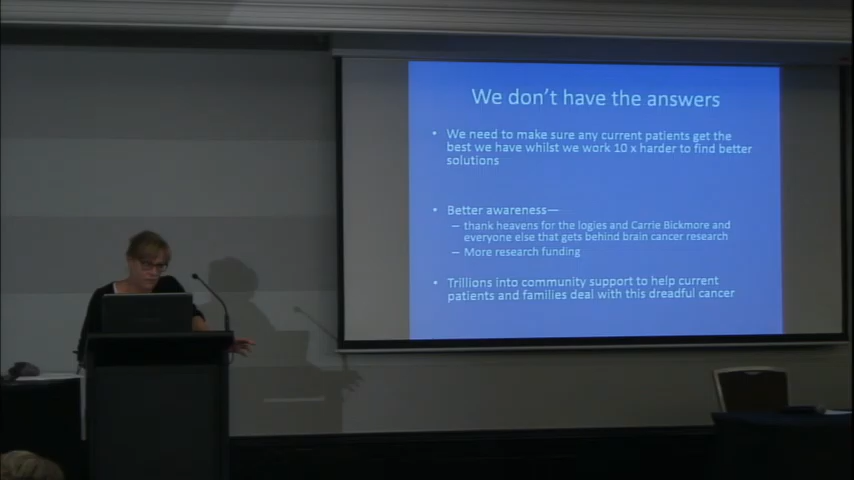 We don't have the answers
• We need to make sure any current patients get the
best we have whilst we work 10 x harder to find better
solutions
• Better awareness—
– thank heavens for the logies and Carrie Bickmore and
everyone else that gets behind brain cancer research
– More research funding
• Trillions into community support to help current
patients and families deal with this dreadful cancer